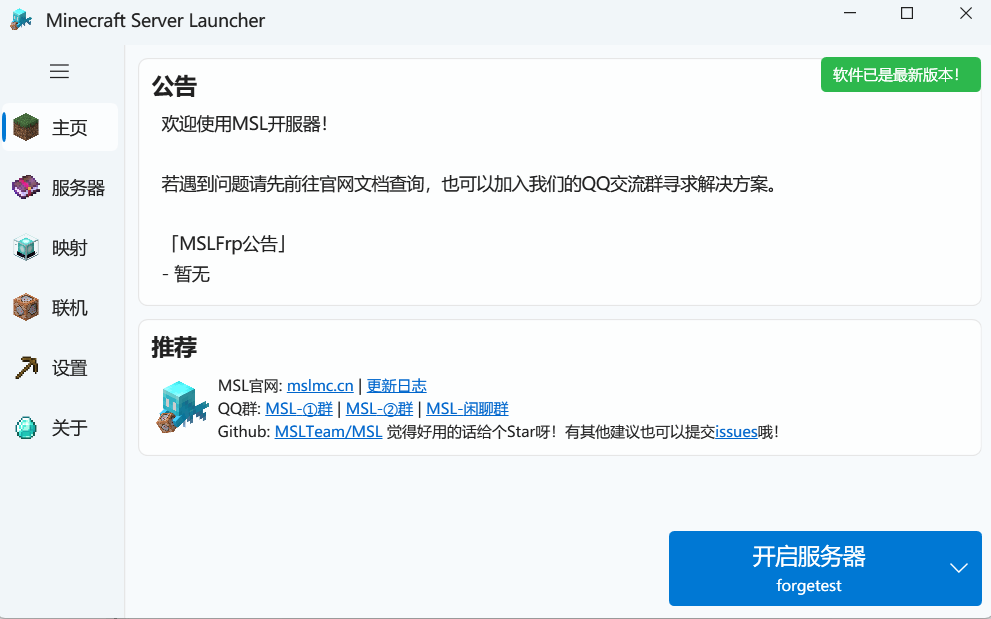 Minecraft Server Launcher
主页
服务器
映射
联机
设置
关于
软件已是最新版本!
公告
欢迎使用MSL开服器!
若遇到问题请先前往官网文档查询，也可以加入我们的QQ交流群寻求解决方案。
「MSLFrp公告」
- 暂无
推荐
MSL官网: mslmc.cn | 更新日志
QQ群: MSL-①群 | MSL-②群 | MSL-闲聊群
Github: MSLTeam/MSL 觉得好用的话给个Star呀！有其他建议也可以提交issues哦！
开启服务器
forgetest